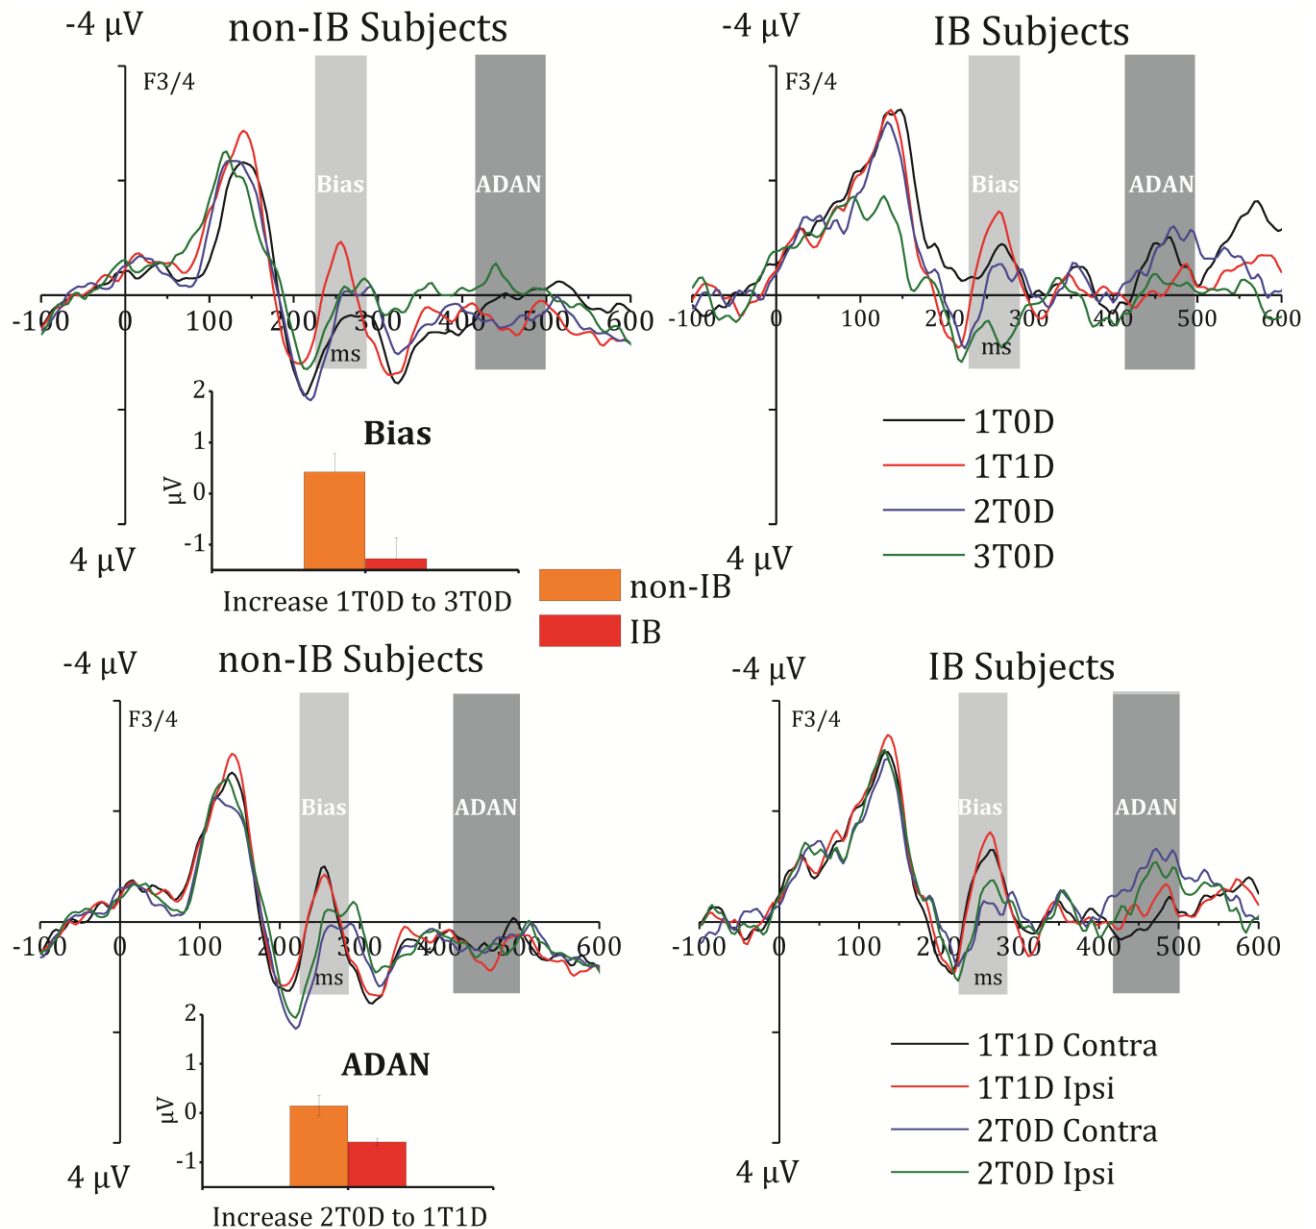 -4 μV
non-IB Subjects
F3/4
Bias
ADAN
-100 0 100 200 300 400 500 600
ms
4 μV
-4 μV
IB Subjects
F3/4
Bias
ADAN
-100 0 100 200 300 400 500 600
ms
4 μV
1T0D
1T1D
2T0D
3T0D
2
1
0
-1
μV
Bias
Increase 1T0D to 3T0D
non-IB
IB
-4 μV
non-IB Subjects
F3/4
Bias
ADAN
-100 0 100 200 300 400 500 600
ms
4 μV
-4 μV
IB Subjects
F3/4
Bias
ADAN
-100 0 100 200 300 400 500 600
ms
4 μV
1T1D Contra
1T1D Ipsi
2T0D Contra
2T0D Ipsi
2
1
0
-1
μV
ADAN
Increase 2T0D to 1T1D